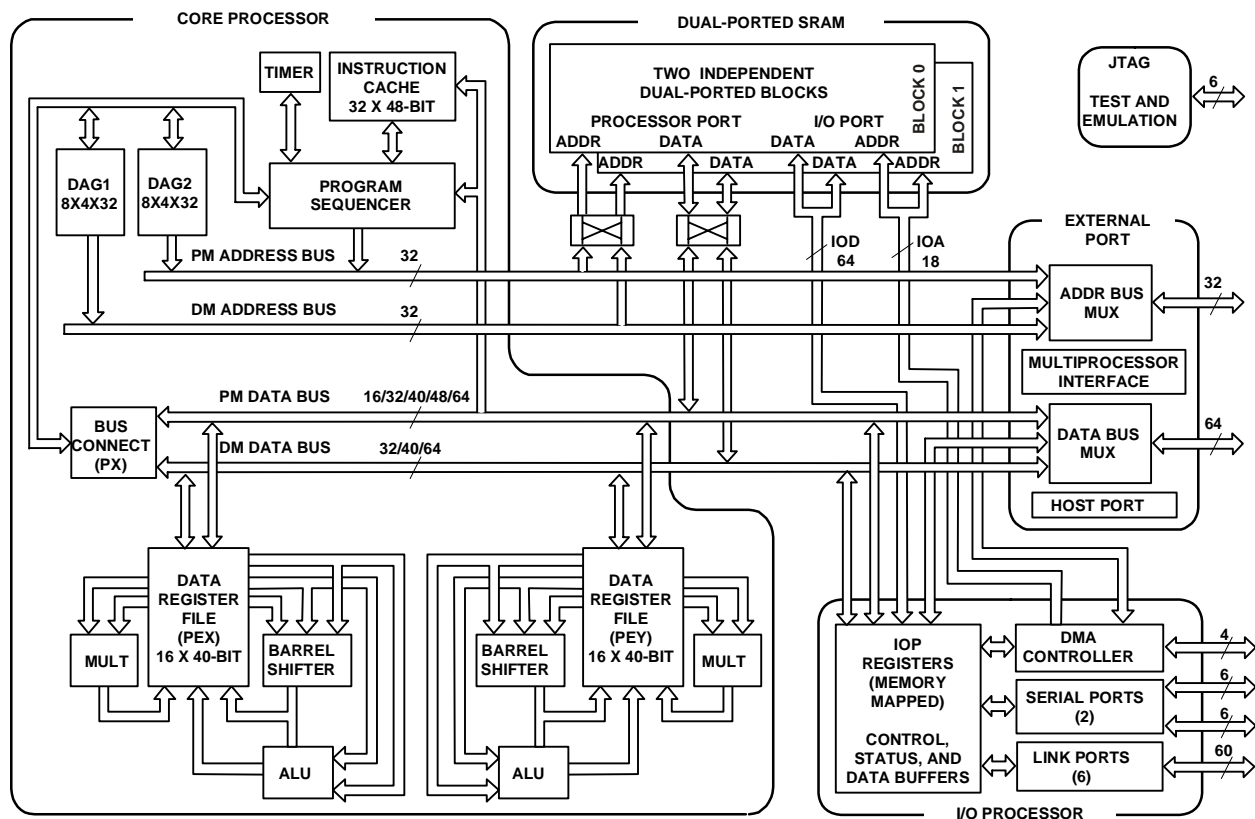 CORE PROCESSOR
TIMER
INSTRUCTION
CACHE
32 X 48-BIT
DAG1
8X4X32
DAG2
8X4X32
PROGRAM
SEQUENCER
DUAL-PORTED SRAM
TWO INDEPENDENT
DUAL-PORTED BLOCKS
PROCESSOR PORT
I/O PORT
ADDR
DATA
DATA
ADDR
BLOCK 0
ADDR
DATA
DATA
ADDR
BLOCK 1
JTAG
TEST AND
EMULATION
6
PM ADDRESS BUS
32
DM ADDRESS BUS
32
IOD
64
IOA
18
EXTERNAL
PORT
ADDR BUS
MUX
32
MULTIPROCESSOR
INTERFACE
DATA BUS
MUX
64
HOST PORT
PM DATA BUS
16/32/40/48/64
BUS
CONNECT
(PX)
DM DATA BUS
32/40/64
MULT
DATA
REGISTER
FILE
(PEX)
16 X 40-BIT
BARREL
SHIFTER
ALU
BARREL
SHIFTER
DATA
REGISTER
FILE
(PEY)
16 X 40-BIT
MULT
ALU
IOP
REGISTERS
(MEMORY
MAPPED)
CONTROL,
STATUS, AND
DATA BUFFERS
DMA
CONTROLLER
4
SERIAL PORTS
(2)
6
6
LINK PORTS
(6)
60
I/O PROCESSOR